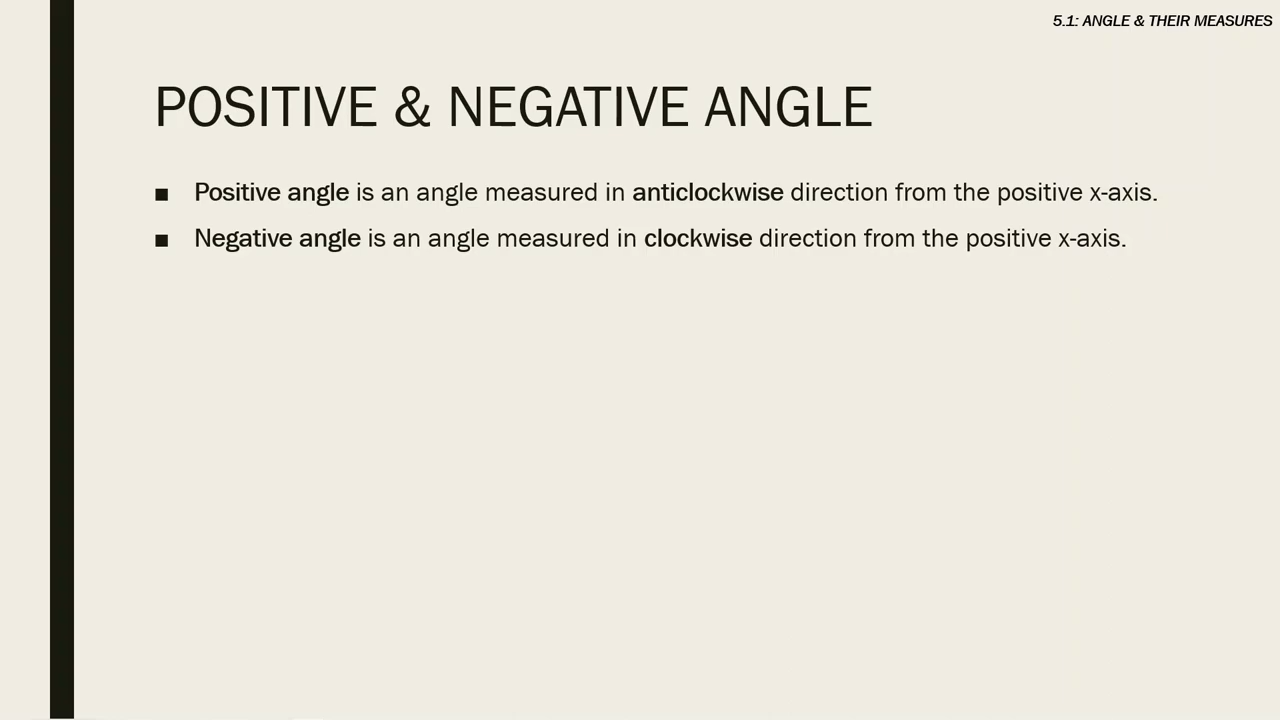 5.1: ANGLE & THEIR MEASURES
POSITIVE & NEGATIVE ANGLE
■ Positive angle is an angle measured in anticlockwise direction from the positive x-axis.
■ Negative angle is an angle measured in clockwise direction from the positive x-axis.